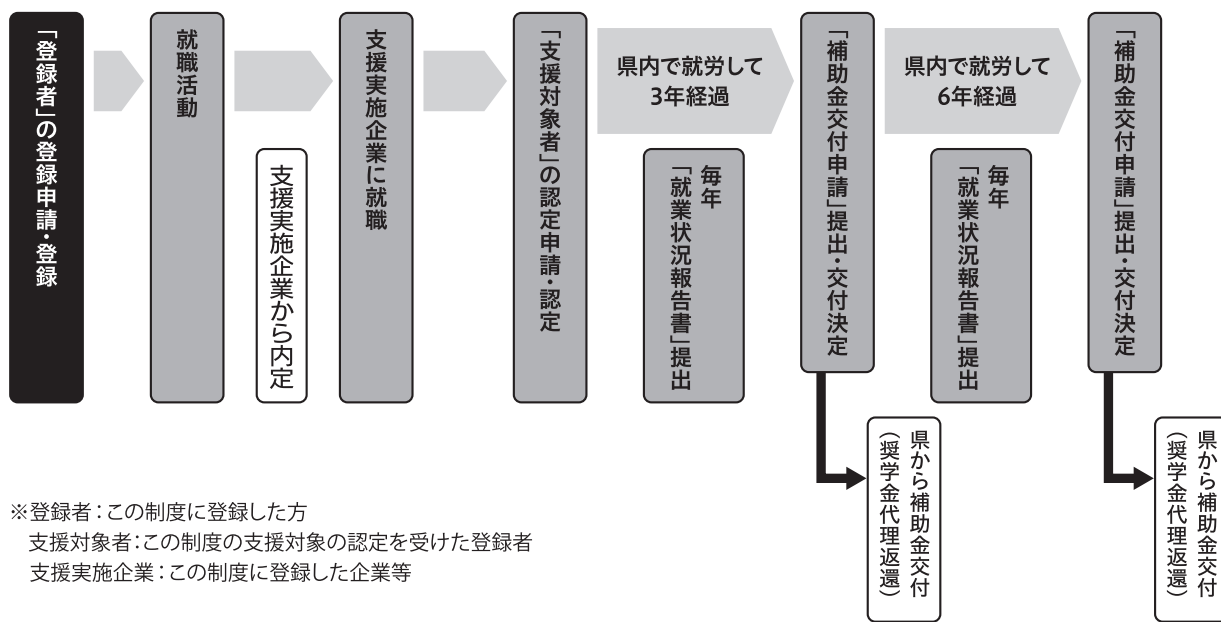 「登録者」の登録申請・登録
就職活動
支援実施企業から内定
支援実施企業に就職
「支援対象者」の認定申請・認定
県内で就労して
3年経過
毎年
「就業状況報告書」提出
「補助金交付申請」提出・交付決定
県から補助金交付
(奨学金代理返還)
県内で就労して
6年経過
毎年
「就業状況報告書」提出
「補助金交付申請」提出・交付決定
県から補助金交付
(奨学金代理返還)
※登録者：この制度に登録した方
支援対象者：この制度の支援対象の認定を受けた登録者
支援実施企業：この制度に登録した企業等